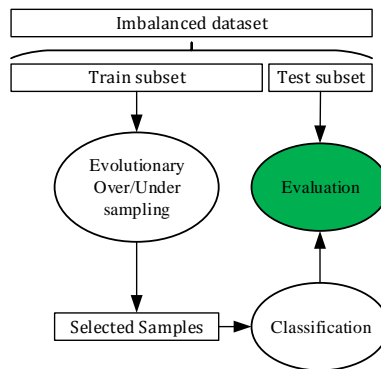 Imbalanced dataset
Train subset
Test subset
Evolutionary
Over/Under
sampling
Evaluation
Selected Samples
Classification